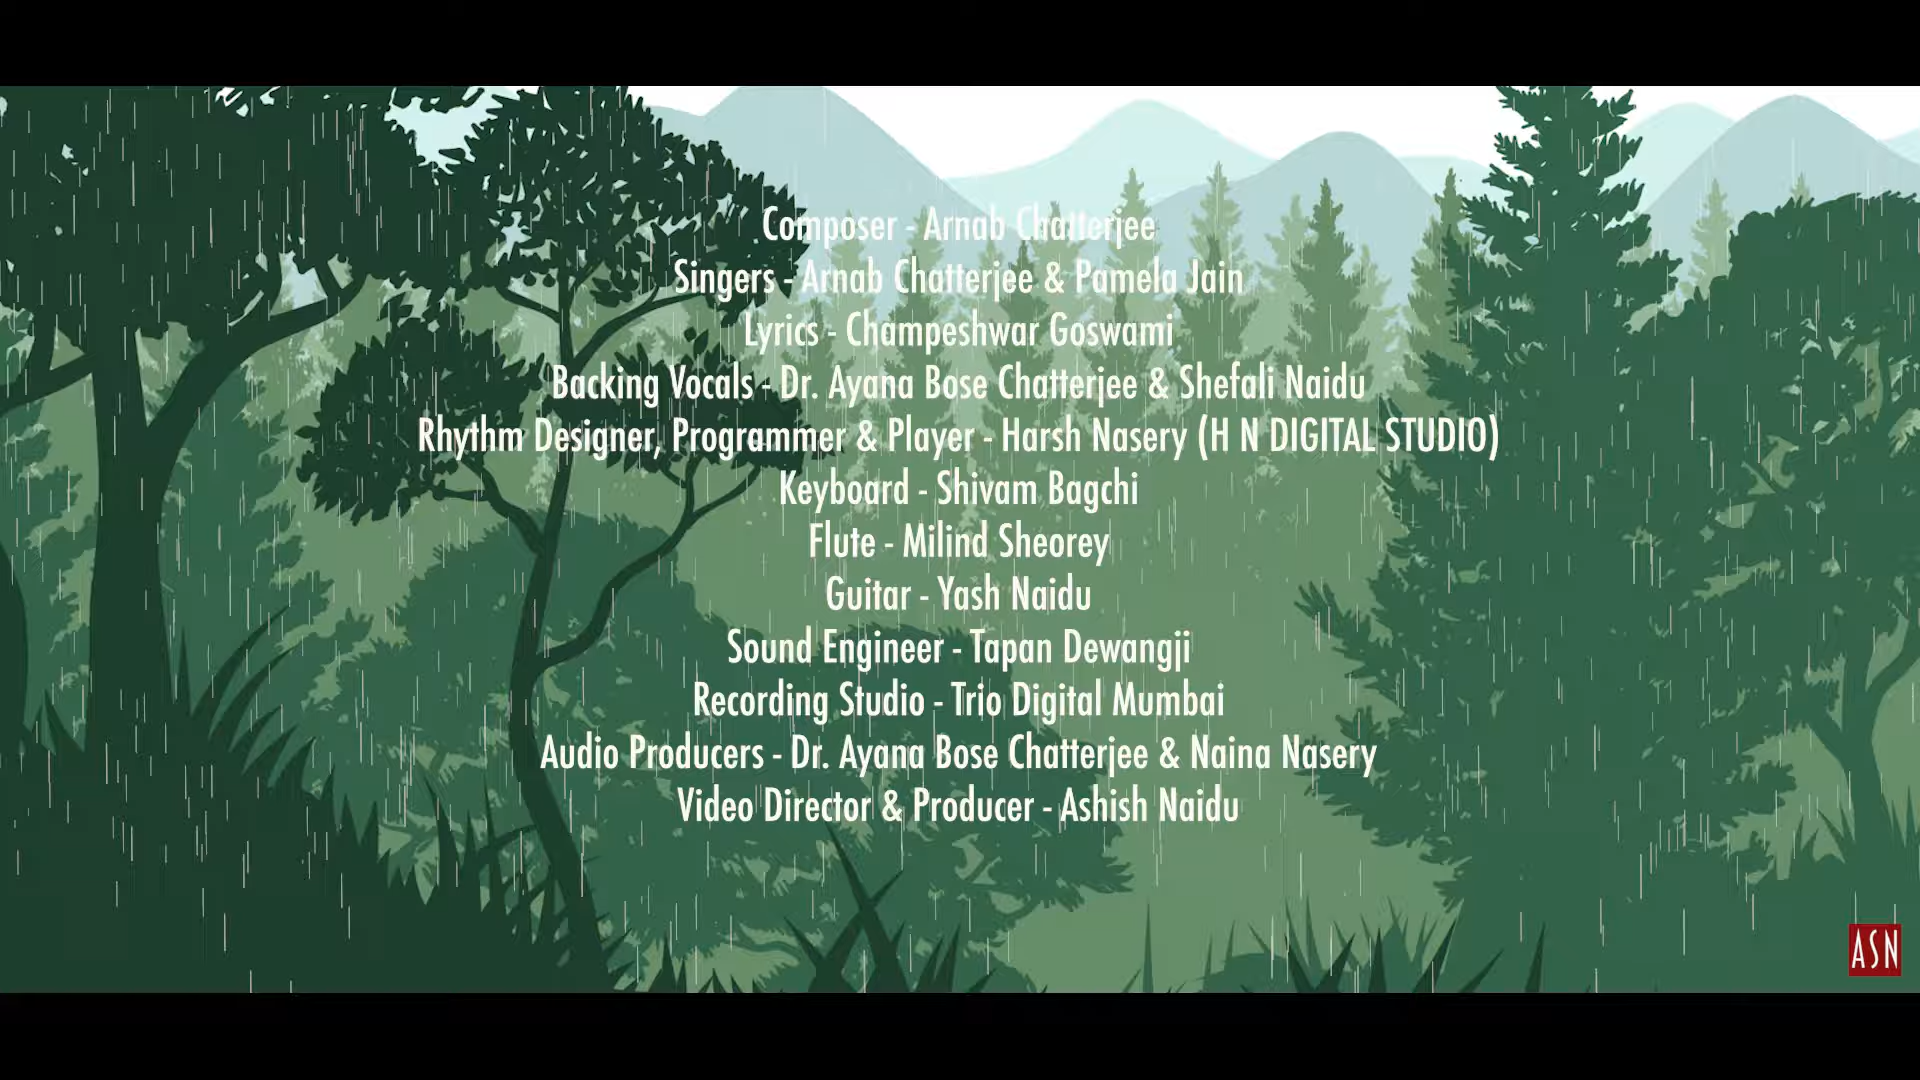 Composer - Arnab Chatterjee
Singers - Arnab Chatterjee & Pamela Jain
Lyrics - Champeshwar Goswami
Backing Vocals - Dr. Ayana Bose Chatterjee & Shefali Naidu
Rhythm Designer, Programmer & Player - Harsh Nasery (H N DIGITAL STUDIO)
Keyboard - Shivam Bagchi
Flute - Milind Sheorey
Guitar - Yash Naidu
Sound Engineer - Tapan Dewangji
Recording Studio - Trio Digital Mumbai
Audio Producers - Dr. Ayana Bose Chatterjee & Naina Nasery
Video Director & Producer - Ashish Naidu
ASN